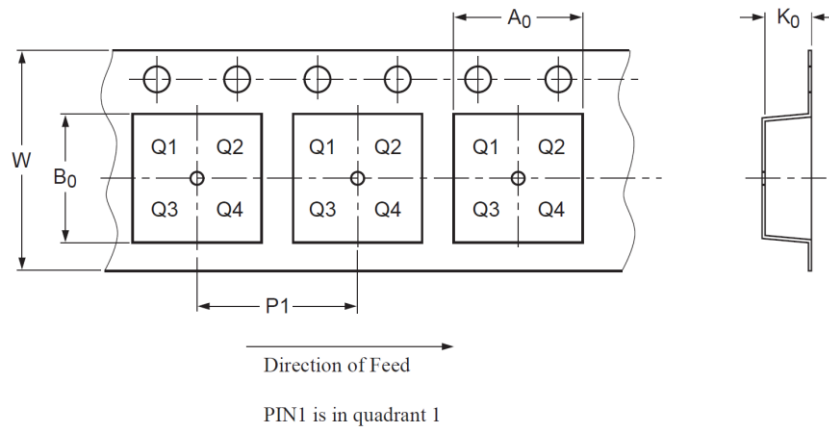 A0
K0
W
B0
Q1 Q2 Q1 Q2 Q1 Q2
Q3 Q4 Q3 Q4 Q3 Q4
P1
Direction of Feed
PIN1 is in quadrant 1